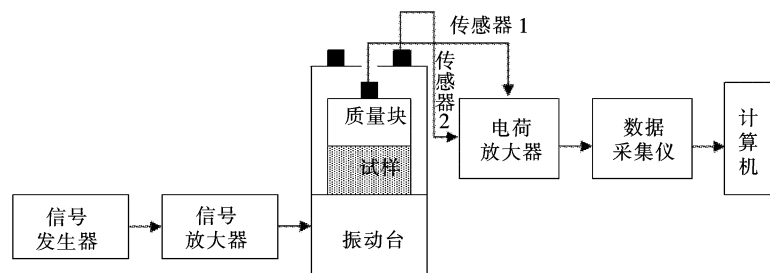 传感器 1
传感器 2
质量块
试样
振动台
信号
发生器
信号
放大器
电荷
放大器
数据
采集仪
计算机